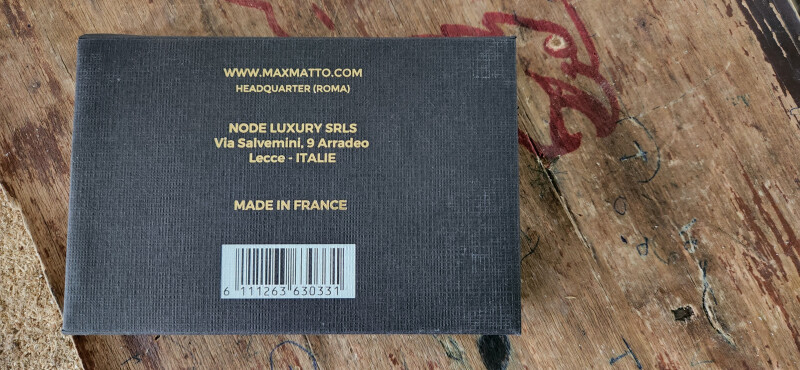 WWW.MAXMATTO.COM
HEADQUARTER (ROMA)
NODE LUXURY SRLS
Via Salvemini, 9 Arradeo
Lecce - ITALIE
MADE IN FRANCE
6 111263 630331